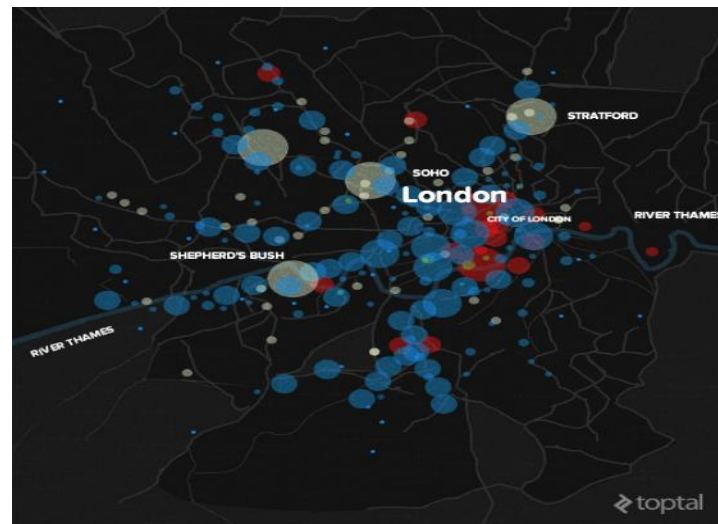 STRATFORD
SOHO
London
CITY OF LONDON
RIVER THAMES
SHEPHERD'S BUSH
RIVER THAMES
toptal